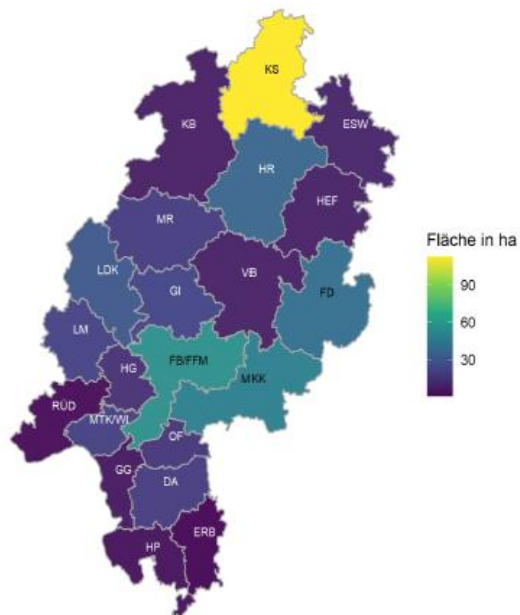 KS
KB
ESW
HR
HEF
MR
Fläche in ha
LDK
VB
90
GI
FD
60
LM
FB/FFM
30
HG
MKK
RÜD
MTK/WI
OF
GG
DA
ERB
HP